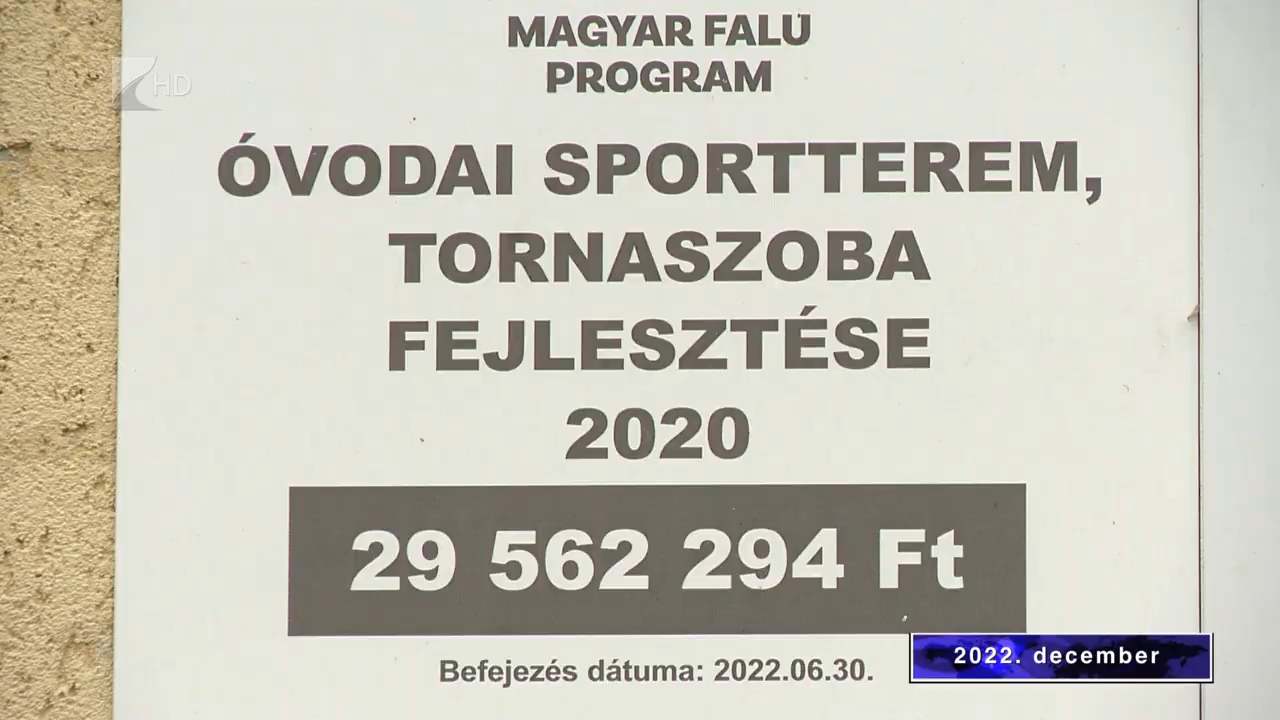 MAGYAR FALU
PROGRAM
HD
ÓVODAI SPORTTEREM,
TORNASZOBA
FEJLESZTÉSE
2020
29 562 294 Ft
Befejezés dátuma: 2022.06.30.
2022. december